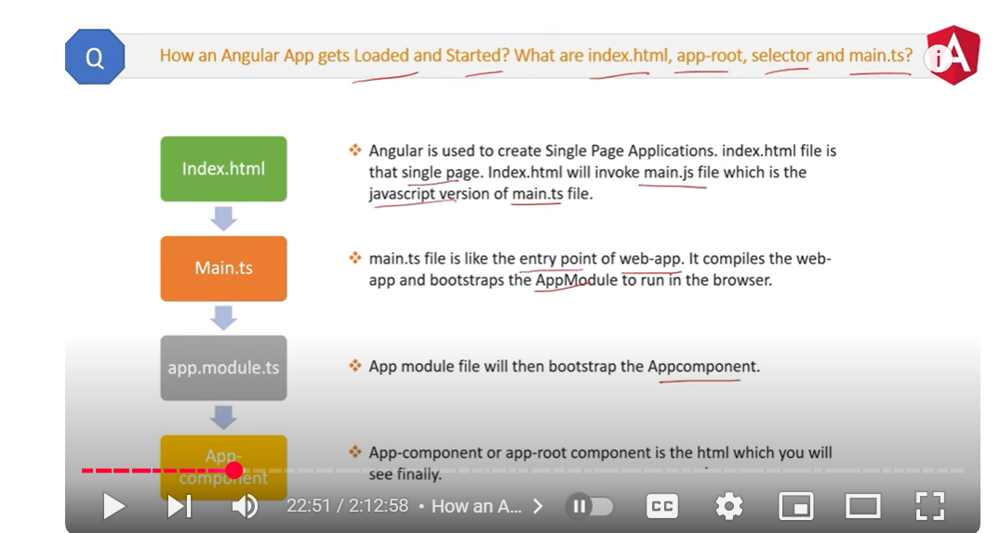 Q
How an Angular App gets Loaded and Started? What are index.html, app-root, selector and main.ts?
i A
Index.html
Angular is used to create Single Page Applications. index.html file is
that single page. Index.html will invoke main.js file which is the
javascript version of main.ts file.
Main.ts
main.ts file is like the entry point of web-app. It compiles the web-
app and bootstraps the AppModule to run in the browser.
app.module.ts
App module file will then bootstrap the Appcomponent.
App-
component
App-component or app-root component is the html which you will
see finally.
22:51 / 2:12:58 • How an A...
CC